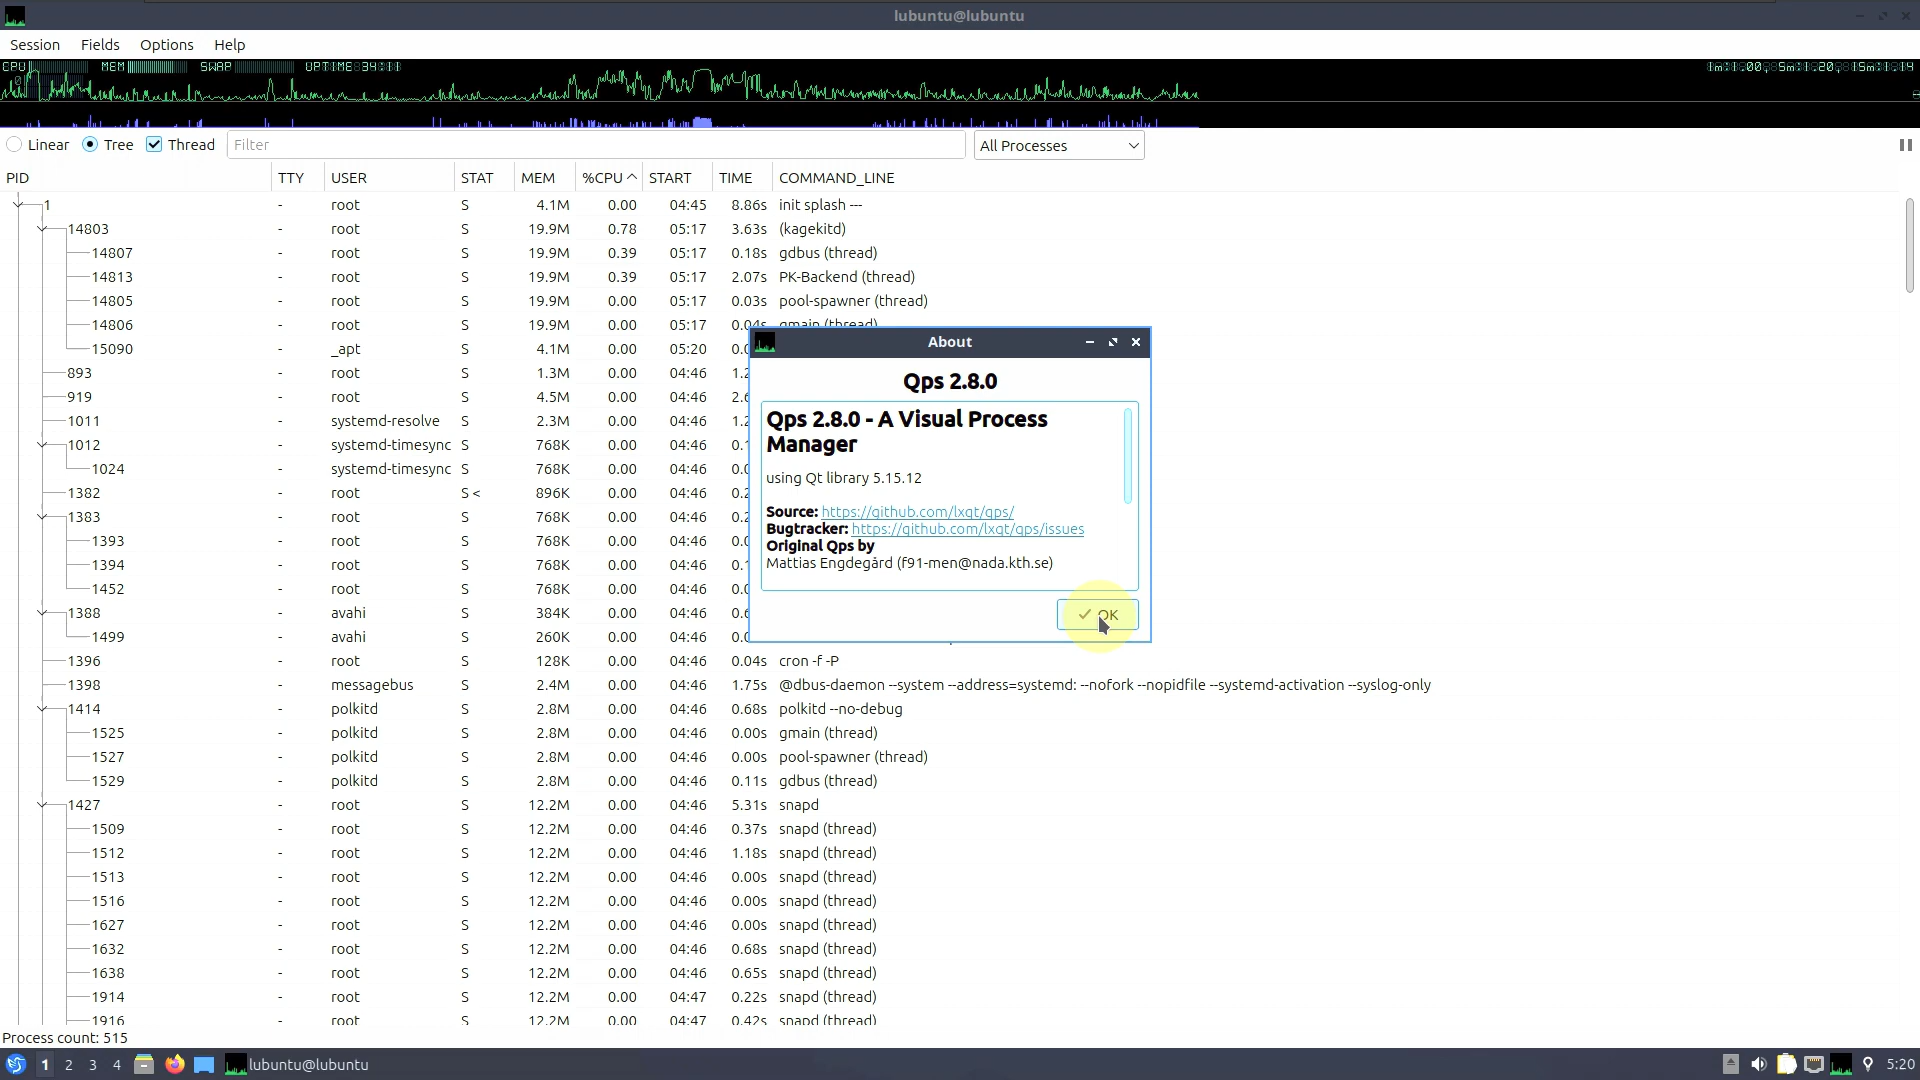 lubuntu@lubuntu
Session Fields Options Help
CPU MEM SWAP UPTIME
Linear Tree Thread Filter All Processes
PID TTY USER STAT MEM %CPU START TIME COMMAND_LINE
1 - root S 4.1M 0.00 04:45 8.86s init splash ---
14803 - root S 19.9M 0.78 05:17 3.63s (kagekitd)
14807 - root S 19.9M 0.39 05:17 0.18s gdbus (thread)
14813 - root S 19.9M 0.39 05:17 2.07s PK-Backend (thread)
14805 - root S 19.9M 0.00 05:17 0.03s pool-spawner (thread)
14806 - root S 19.9M 0.00 05:17 0.04s gmain (thread)
15090 - _apt S 4.1M 0.00 05:20
893 - root S 1.3M 0.00 04:46
919 - root S 4.5M 0.00 04:46
1011 - systemd-resolve S 2.3M 0.00 04:46
1012 - systemd-timesync S 768K 0.00 04:46
1024 - systemd-timesync S 768K 0.00 04:46
1382 - root S < 896K 0.00 04:46
1383 - root S 768K 0.00 04:46
1393 - root S 768K 0.00 04:46
1394 - root S 768K 0.00 04:46
1452 - root S 768K 0.00 04:46
1388 - avahi S 384K 0.00 04:46
1499 - avahi S 260K 0.00 04:46
1396 - root S 128K 0.00 04:46 0.04s cron -f -P
1398 - messagebus S 2.4M 0.00 04:46 1.75s @dbus-daemon --system --address=systemd: --nofork --nopidfile --systemd-activation --syslog-only
1414 - polkitd S 2.8M 0.00 04:46 0.68s polkitd --no-debug
1525 - polkitd S 2.8M 0.00 04:46 0.00s gmain (thread)
1527 - polkitd S 2.8M 0.00 04:46 0.00s pool-spawner (thread)
1529 - polkitd S 2.8M 0.00 04:46 0.11s gdbus (thread)
1427 - root S 12.2M 0.00 04:46 5.31s snapd
1509 - root S 12.2M 0.00 04:46 0.37s snapd (thread)
1512 - root S 12.2M 0.00 04:46 1.18s snapd (thread)
1513 - root S 12.2M 0.00 04:46 0.00s snapd (thread)
1516 - root S 12.2M 0.00 04:46 0.00s snapd (thread)
1627 - root S 12.2M 0.00 04:46 0.00s snapd (thread)
1632 - root S 12.2M 0.00 04:46 0.68s snapd (thread)
1638 - root S 12.2M 0.00 04:46 0.65s snapd (thread)
1914 - root S 12.2M 0.00 04:47 0.22s snapd (thread)
1916 - root S 12.2M 0.00 04:47 0.42s snapd (thread)
About
Qps 2.8.0
Qps 2.8.0 - A Visual Process
Manager
using Qt library 5.15.12
Source: https://github.com/lxqt/qps/
Bugtracker: https://github.com/lxqt/qps/issues
Original Qps by
Mattias Engdegård (f91-men@nada.kth.se)
OK
Process count: 515
1 2 3 4 lubuntu@lubuntu 5:20